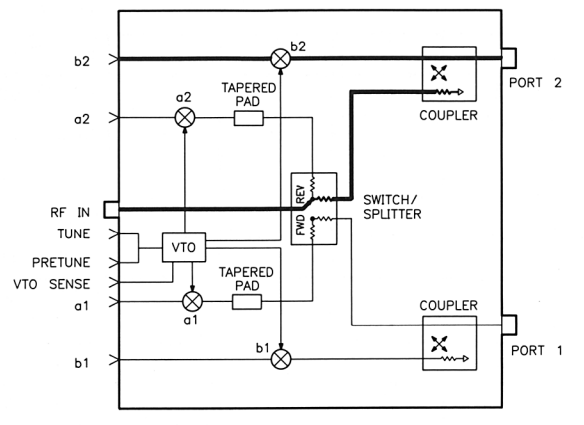 b2
b2
PORT 2
a2
a2
TAPERED
PAD
COUPLER
REV
SWITCH/
SPLITTER
RF IN
FWD
TUNE
VTO
PRETUNE
VTO SENSE
TAPERED
PAD
a1
a1
COUPLER
PORT 1
b1
b1